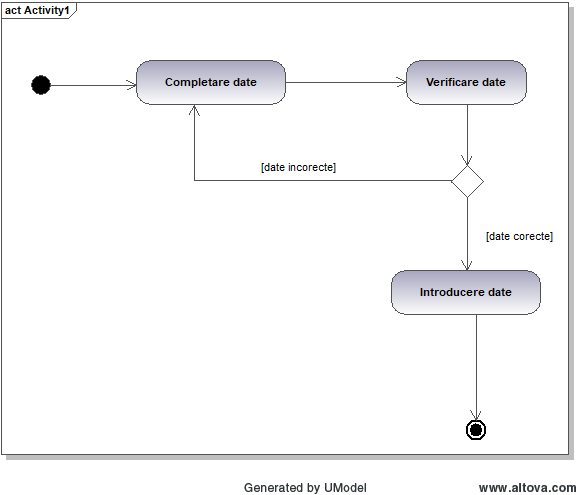 act Activity1
Completare date
Verificare date
[date incorecte]
[date corecte]
Introducere date
Generated by UModel
www.altova.com